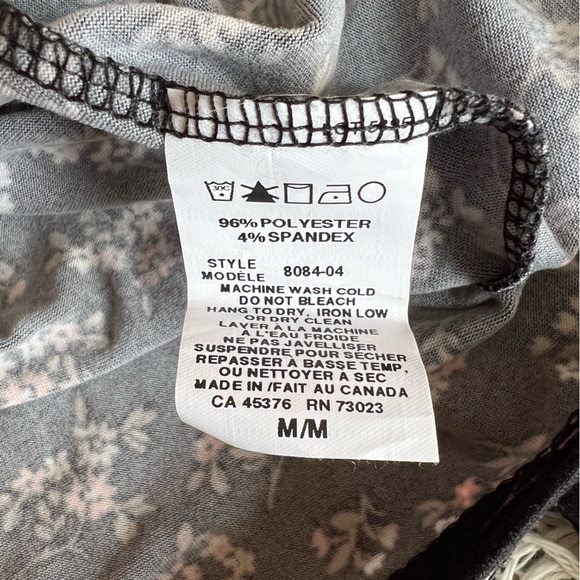 30C
96% POLYESTER
4% SPANDEX
STYLE
MODÈLE 8084-04
MACHINE WASH COLD
DO NOT BLEACH
HANG TO DRY, IRON LOW
OR DRY CLEAN
LAVER À LA MACHINE
À L'EAU FROIDE
NE PAS JAVELLISER
SUSPENDRE POUR SÉCHER
REPASSER A BASSE TEMP,
OU NETTOYER A SEC
MADE IN/FAIT AU CANADA
CA 45376 RN 73023
M/M